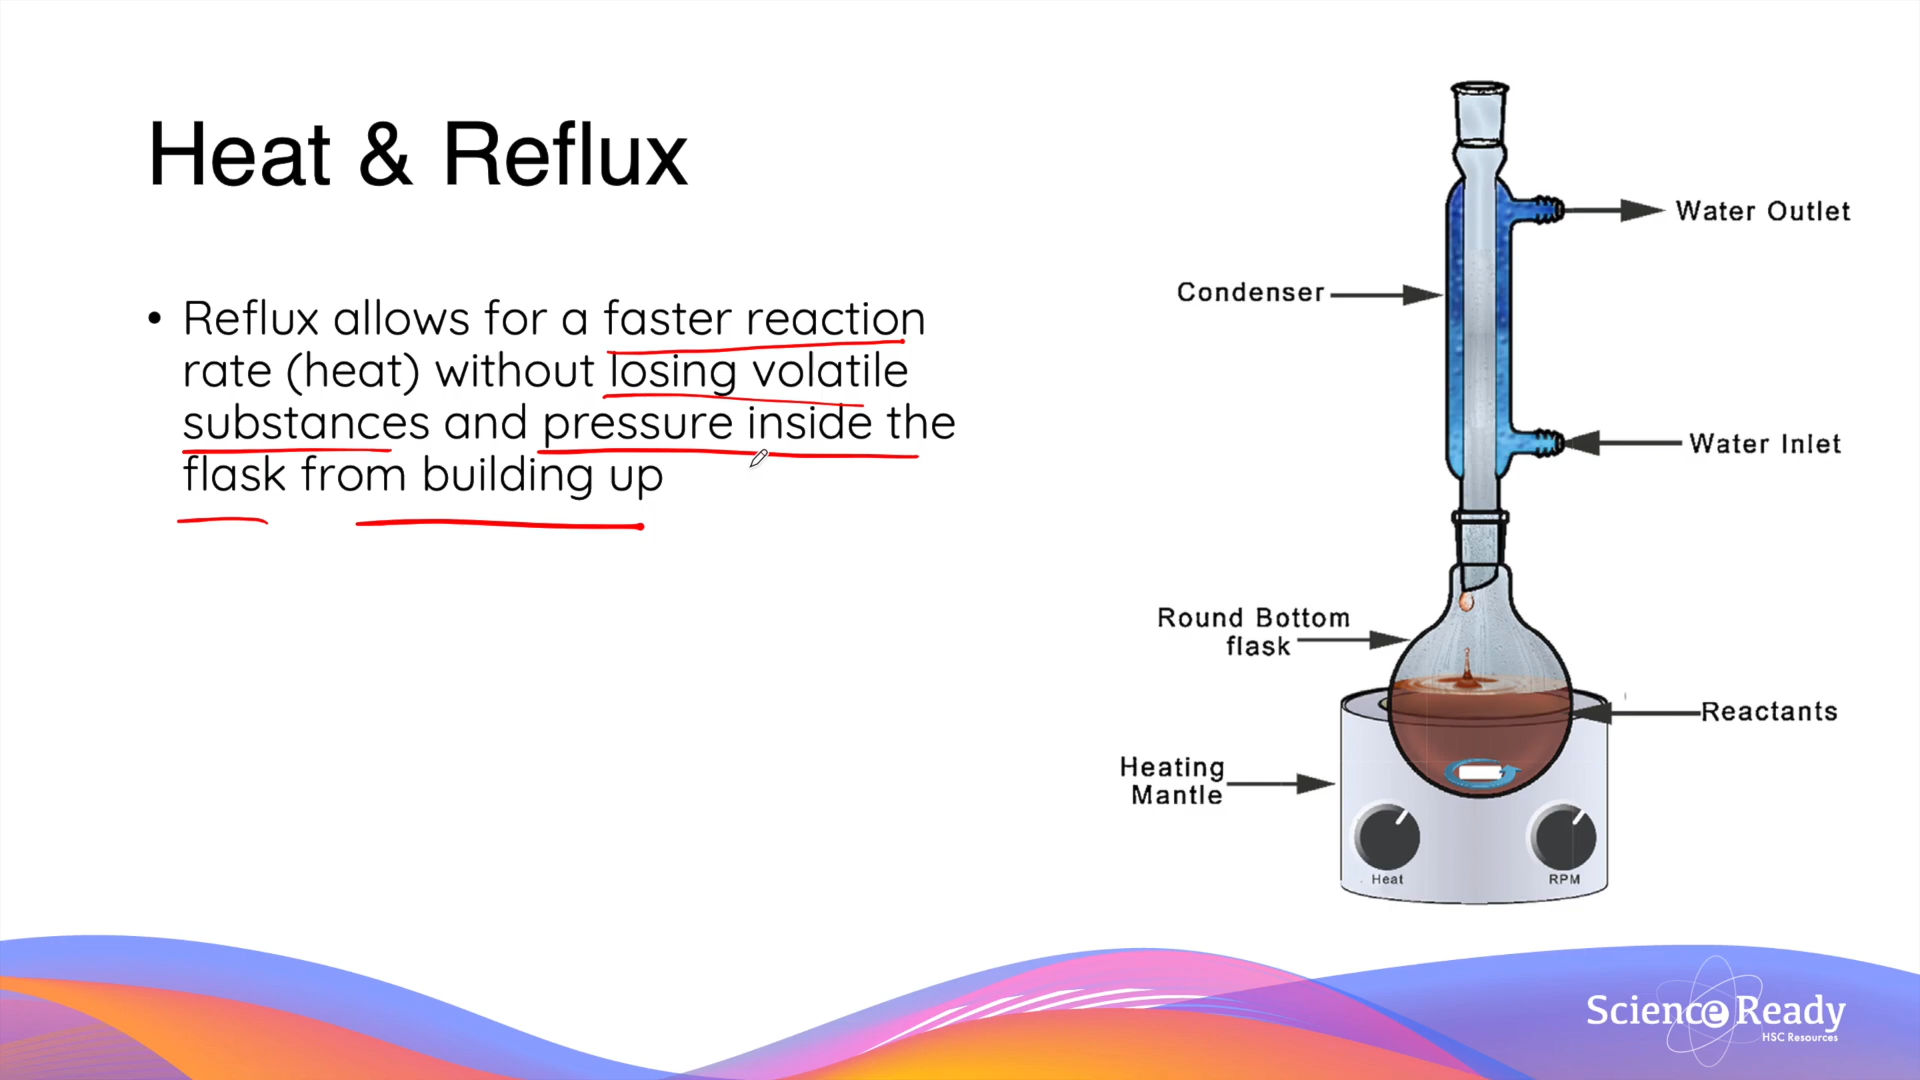 Heat & Reflux
• Reflux allows for a faster reaction
rate (heat) without losing volatile
substances and pressure inside the
flask from building up
Water Outlet
Condenser
Water Inlet
Round Bottom
flask
Reactants
Heating
Mantle
Heat
RPM
Science Ready
HSC Resources